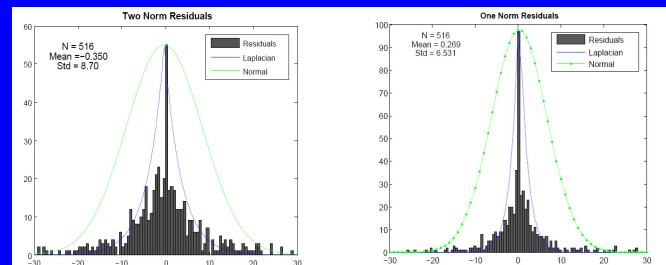 Two Norm Residuals
N = 516
Mean =−0.350
Std = 8.70
Residuals
Laplacian
Normal
60
50
40
30
20
10
0
−30 −20 −10 0 10 20 30
One Norm Residuals
N = 516
Mean = 0.269
Std = 6.531
Residuals
Laplacian
Normal
100
90
80
70
60
50
40
30
20
10
0
−30 −20 −10 0 10 20 30